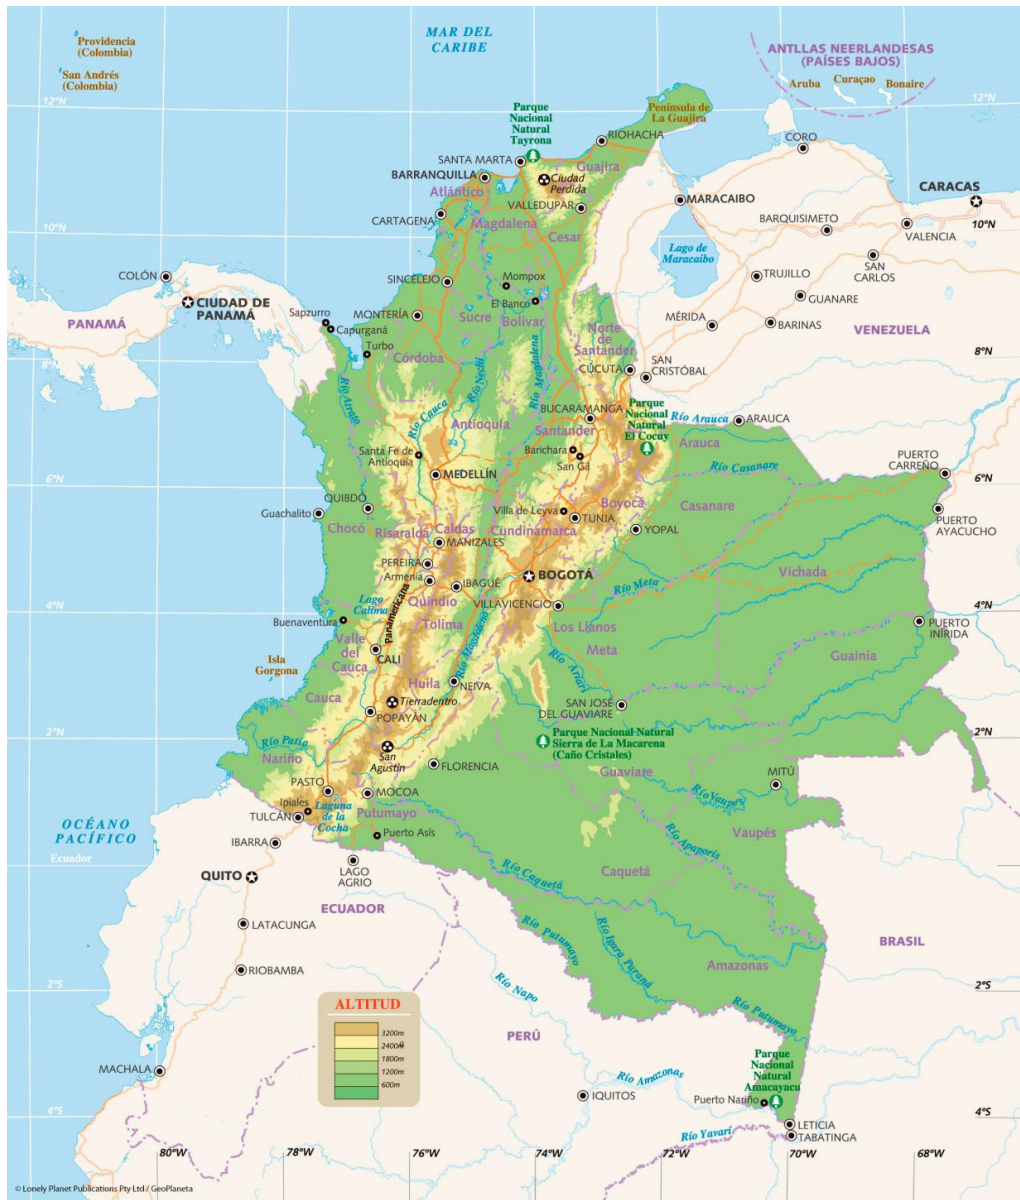 MAR DEL
CARIBE
Providencia
(Colombia)
San Andrés
(Colombia)
ANTLLAS NEERLANDESAS
(PAÍSES BAJOS)
Aruba
Curaçao
Bonaire
12°N
12°N
Parque
Nacional
Natural
Tayrona
Península de
La Guajira
RIOHACHA
CORO
SANTA MARTA
Guajira
BARRANQUILLA
Ciudad
Perdida
Atlántico
CARACAS
VALLEDUPAR
MARACAIBO
CARTAGENA
Magdalena
BARQUISIMETO
10°N
10°N
VALENCIA
Cesar
Lago de
Maracaibo
SAN
CARLOS
COLÓN
SINCELEJO
Mompox
TRUJILLO
CIUDAD DE
PANAMÁ
El Banco
GUANARE
PANAMÁ
Sapzurro
Capurganá
MONTERÍA
Sucre
Bolívar
Norte
de
Santander
MÉRIDA
BARINAS
VENEZUELA
Turbo
Córdoba
8°N
8°N
Río Nechí
Río Magdalena
CÚCUTA
SAN
CRISTÓBAL
Río Atrato
Río Cauca
BUCARAMANGA
Parque
Nacional
Natural
El Cocuy
Río Arauca
ARAUCA
Antioquia
Santander
Arauca
Santa Fe de
Antioquia
Barichara
San Gil
PUERTO
CARREÑO
MEDELLÍN
Río Casanare
6°N
6°N
QUIBDÓ
Guachalito
Villa de Leyva
Boyocá
Casanare
TUNJA
PUERTO
AYACUCHO
Chocó
Risaralda
Caldas
Cundinamarca
YOPAL
MANIZALES
PEREIRA
Armenia
IBAGUÉ
BOGOTÁ
Río Meta
Vichada
Lago
Calima
Panamericana
Quindío
VILLAVICENCIO
4°N
4°N
Buenaventura
Tolima
Los Llanos
PUERTO
INÍRIDA
Valle
del
Cauca
CALI
Río Magdalena
Meta
Isla
Gorgona
Río Ariari
Guainía
Huila
NEIVA
Cauca
Tierradentro
POPAYÁN
SAN JOSÉ
DEL GUAVIARE
2°N
2°N
Río Patía
San
Agustín
Parque Nacional Natural
Sierra de La Macarena
(Caño Cristales)
Nariño
FLORENCIA
Guaviare
MITÚ
PASTO
MOCOA
Río Vaupés
Ipiales
Laguna
de la
Cocha
TULCÁN
Putumayo
OCÉANO
PACÍFICO
Puerto Asís
Vaupés
IBARRA
Río Apaporis
Ecuador
LAGO
AGRIO
QUITO
Río Caquetá
Caquetá
ECUADOR
LATACUNGA
Río Putumayo
Río Igara Paraná
BRASIL
RIOBAMBA
Amazonas
Río Napo
2°S
2°S
ALTITUD
3200m
2400m
1800m
1200m
600m
Río Putumayo
PERÚ
MACHALA
Parque
Nacional
Natural
Amacayacu
Río Amazonas
IQUITOS
Puerto Nariño
4°S
4°S
LETICIA
TABATINGA
Río Yavarí
80°W
78°W
76°W
74°W
72°W
70°W
68°W
© Lonely Planet Publications Pty Ltd / GeoPlaneta